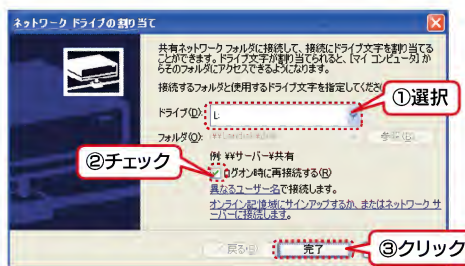 ネットワーク ドライブの割り当て
共有ネットワーク フォルダに接続して、接続にドライブ文字を割り当てる
ことができます。ドライブ文字が割り当てられると、[マイ コンピュータ] か
らそのフォルダにアクセスできるようになります。
接続するフォルダと使用するドライブ文字を指定してくださ
①選択
ドライブ(D):
フォルダ(O):
参照(B)...
例: ¥¥サーバー¥共有
②チェック
ログオン時に再接続する(R)
異なるユーザー名で接続します。
オンライン記憶域にサインアップするか、またはネットワーク サ
ーバーに接続します。
< 戻る(B)
完了
③クリック